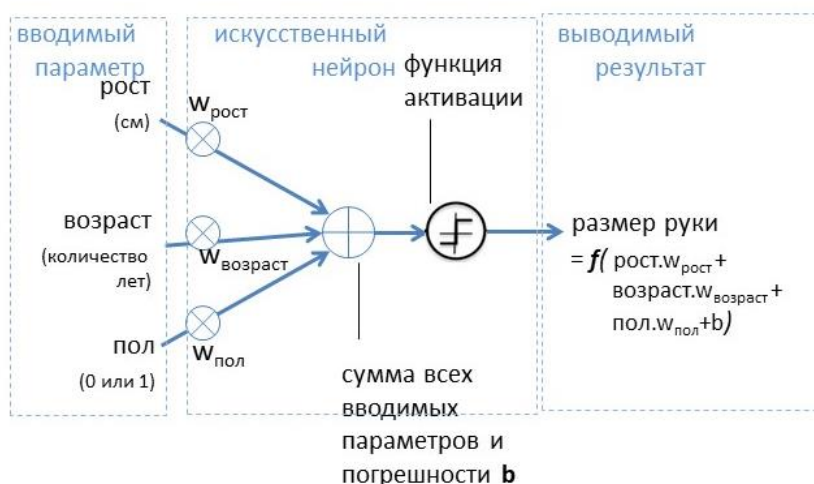 вводимый
параметр
рост
(см)
возраст
(количество
лет)
пол
(0 или 1)
искусственный
нейрон
wрост
wвозраст
wпол
функция
активации
сумма всех
вводимых
параметров и
погрешности b
выводимый
результат
размер руки
= f( рост.wрост+
возраст.wвозраст+
пол.wпол+b)